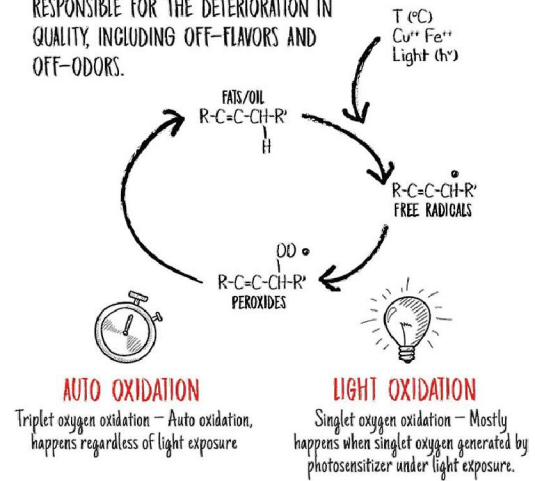 RESPONSIBLE FOR THE DETERIORATION IN
QUALITY, INCLUDING OFF-FLAVORS AND
OFF-ODORS.
T (ºC)
Cu⁺⁺ Fe⁺⁺
Light (hᵛ)
FATS/OIL
R-C=C-CH-R'
H
R-C=C-CH-R'
FREE RADICALS
OO •
R-C=C-CH-R'
PEROXIDES
AUTO OXIDATION
Triplet oxygen oxidation – Auto oxidation,
happens regardless of light exposure
LIGHT OXIDATION
Singlet oxygen oxidation – Mostly
happens when singlet oxygen generated by
photosensitizer under light exposure.